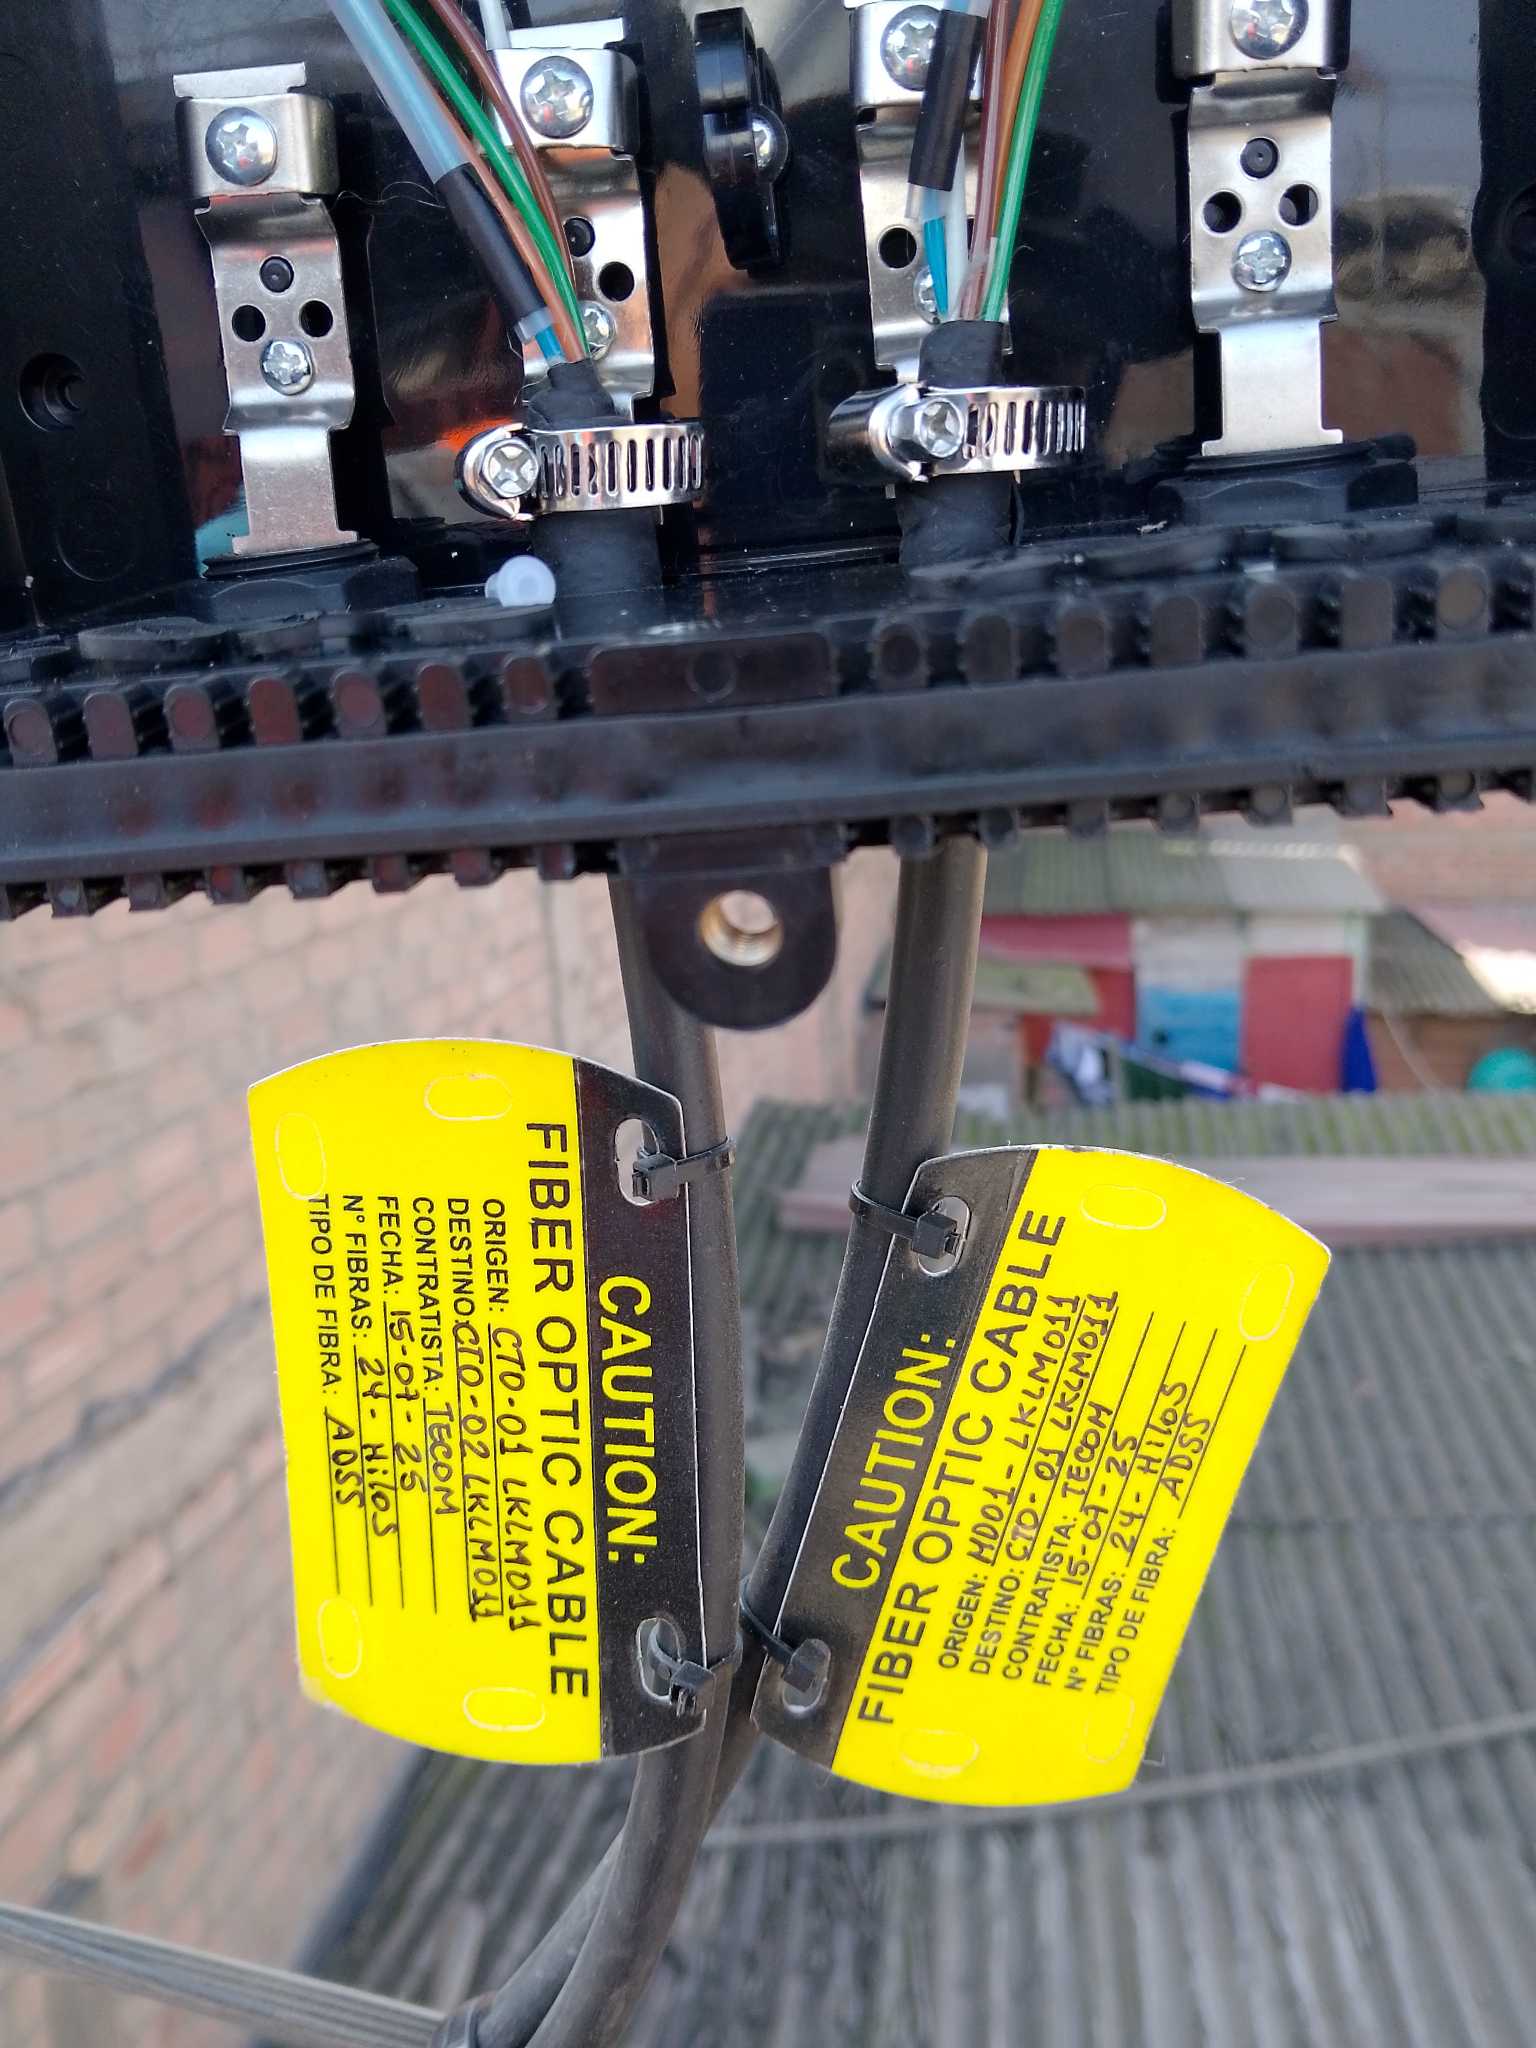 CAUTION:
FIBER OPTIC CABLE
ORIGEN: CTO-01 LKLM011
DESTINO: CTO-02 LKLM011
CONTRATISTA: TECOM
FECHA: 15-07-25
N° FIBRAS: 24-HiloS
TIPO DE FIBRA: ADSS
CAUTION:
FIBER OPTIC CABLE
ORIGEN: MD01-LKLM011
DESTINO: CTO-01 LKLM011
CONTRATISTA: TECOM
FECHA: 15-07-25
N° FIBRAS: 24-HiloS
TIPO DE FIBRA: ADSS